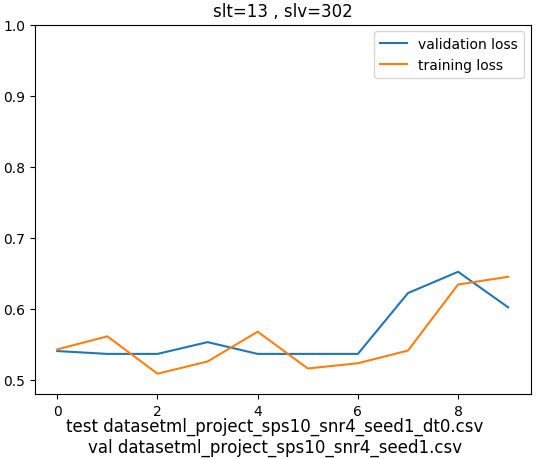 slt=13 , slv=302
1.0
validation loss
training loss
0.9
0.8
0.7
0.6
0.5
0 2 4 6 8
test datasetml_project_sps10_snr4_seed1_dt0.csv
val datasetml_project_sps10_snr4_seed1.csv